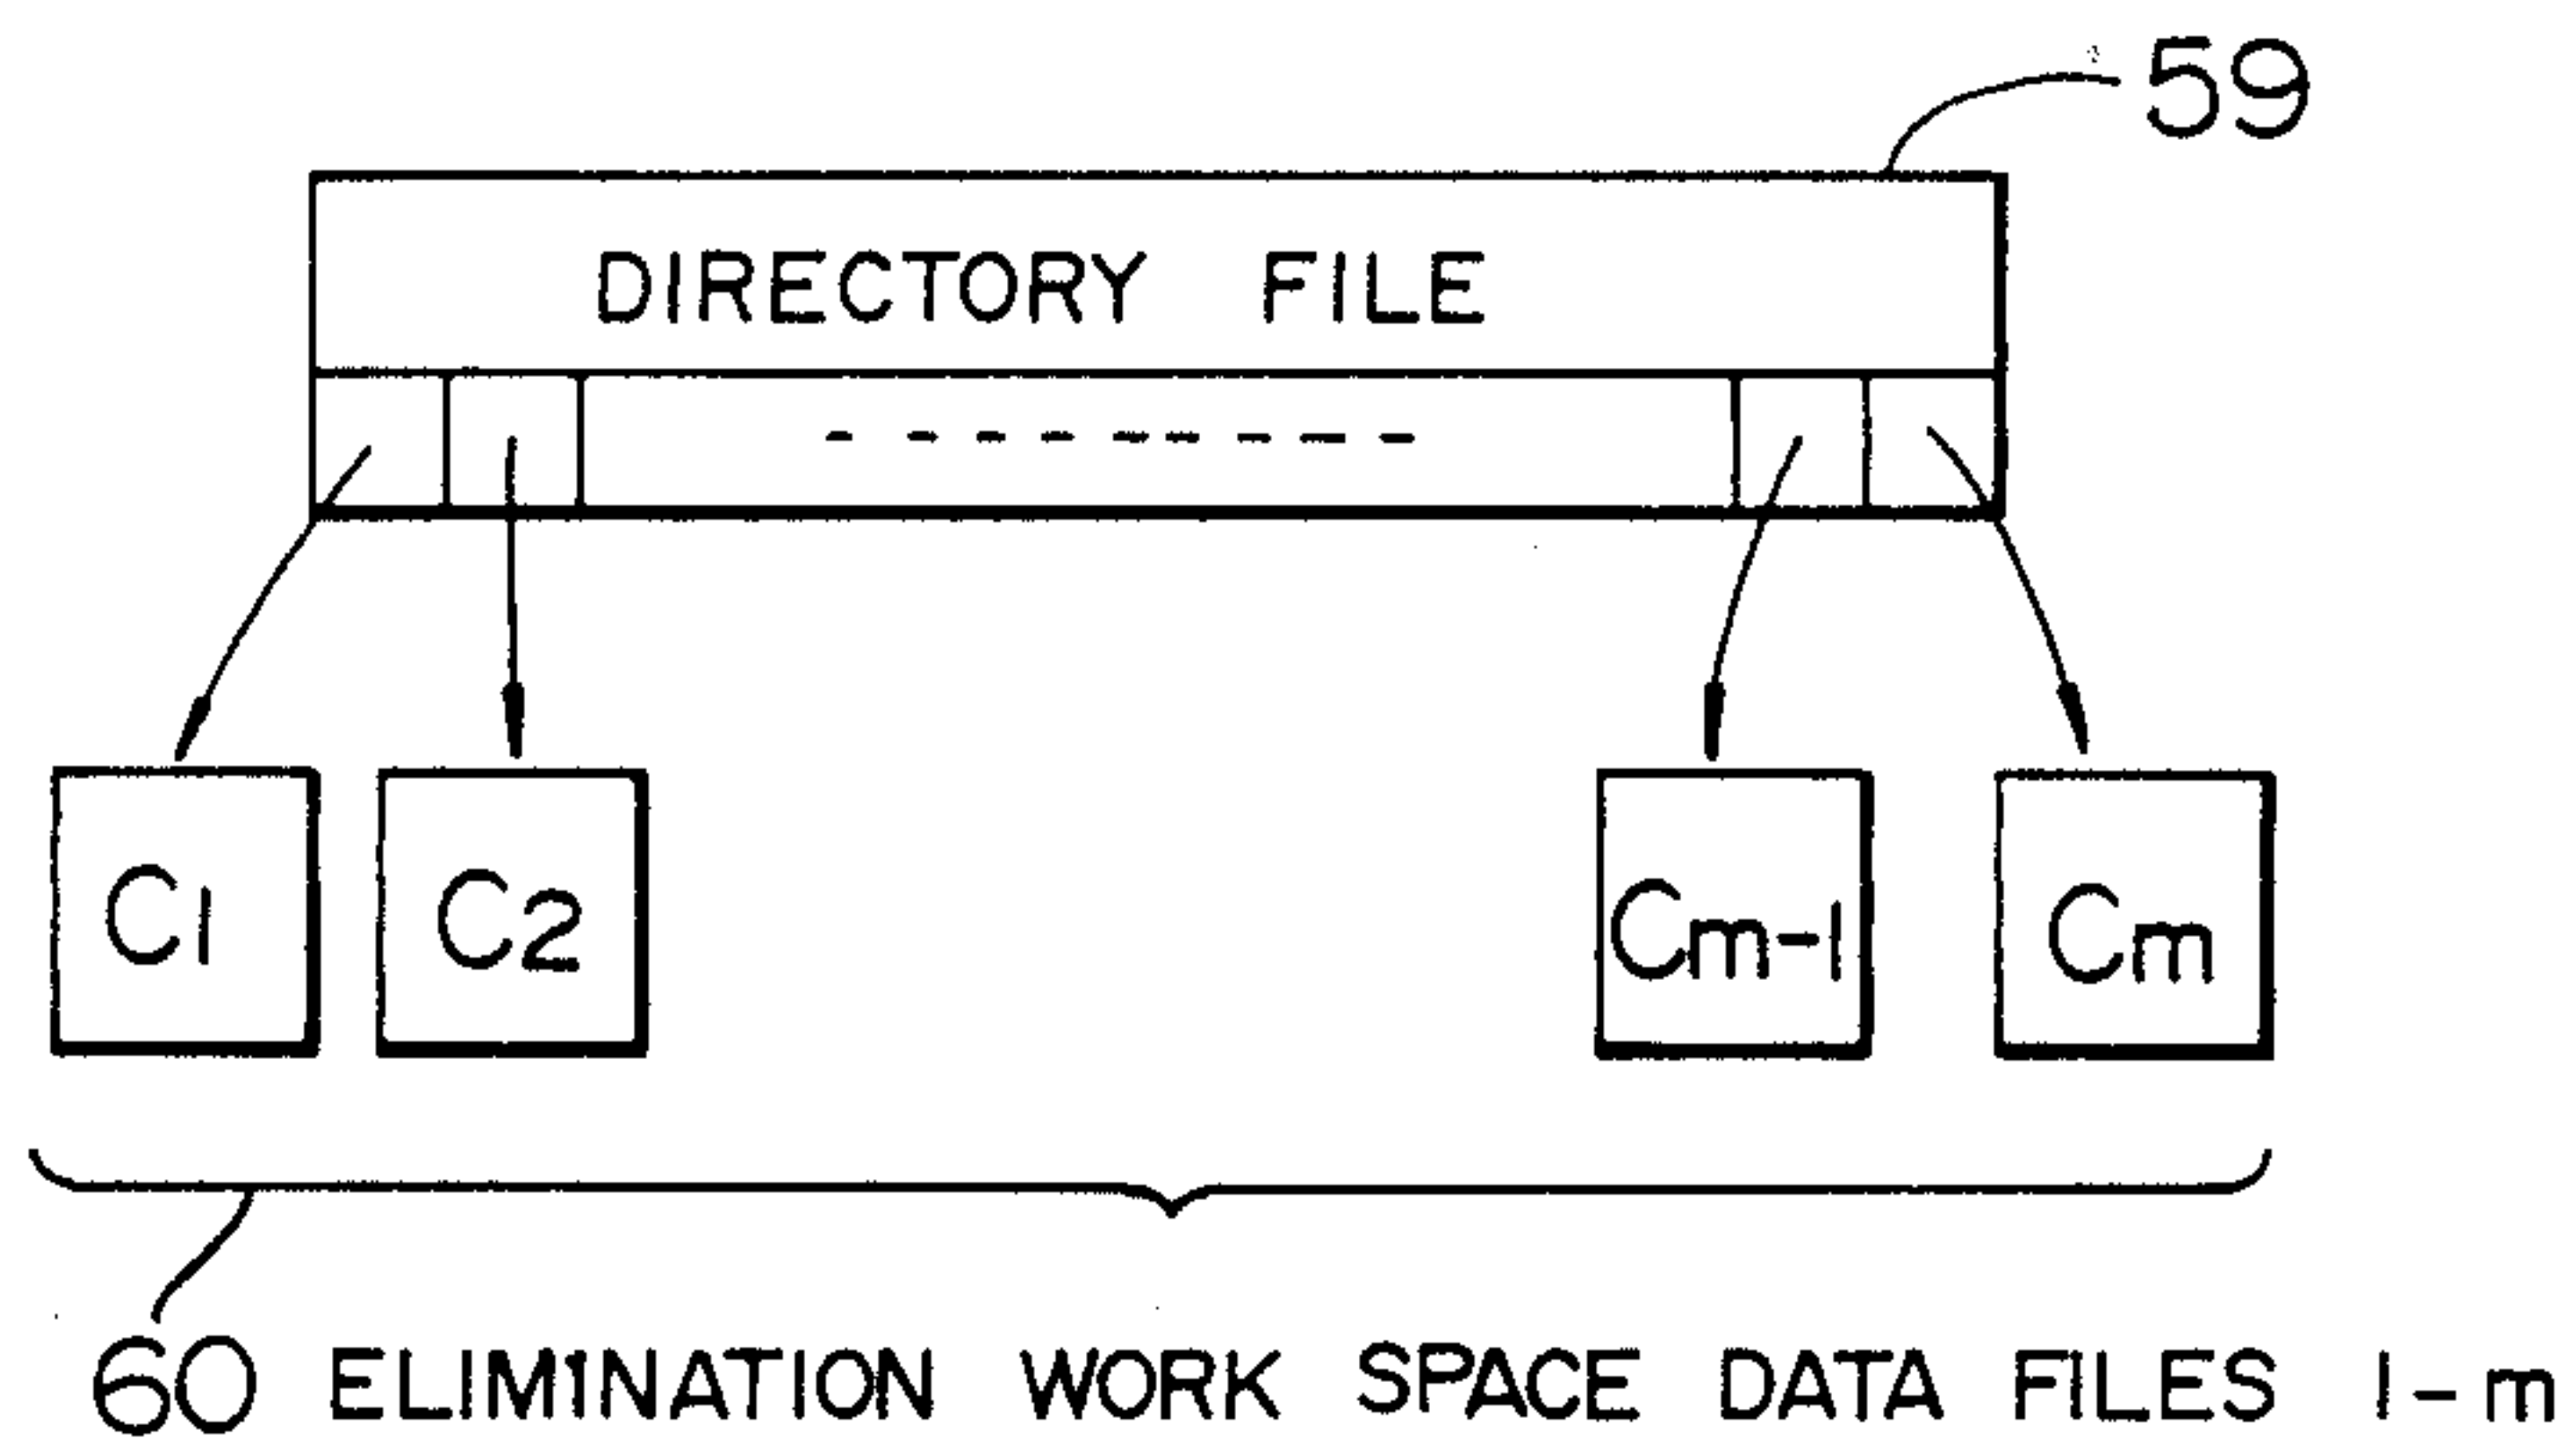 59
DIRECTORY FILE
C1 C2 Cm-1 Cm
60 ELIMINATION WORK SPACE DATA FILES 1-m